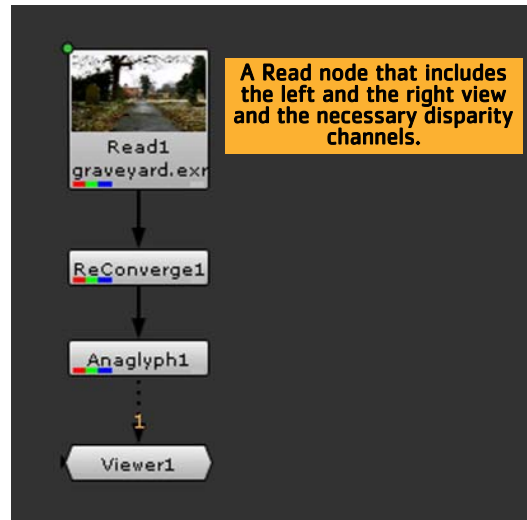 A Read node that includes
the left and the right view
and the necessary disparity
channels.
Read1
graveyard.exr
ReConverge1
Anaglyph1
1
Viewer1